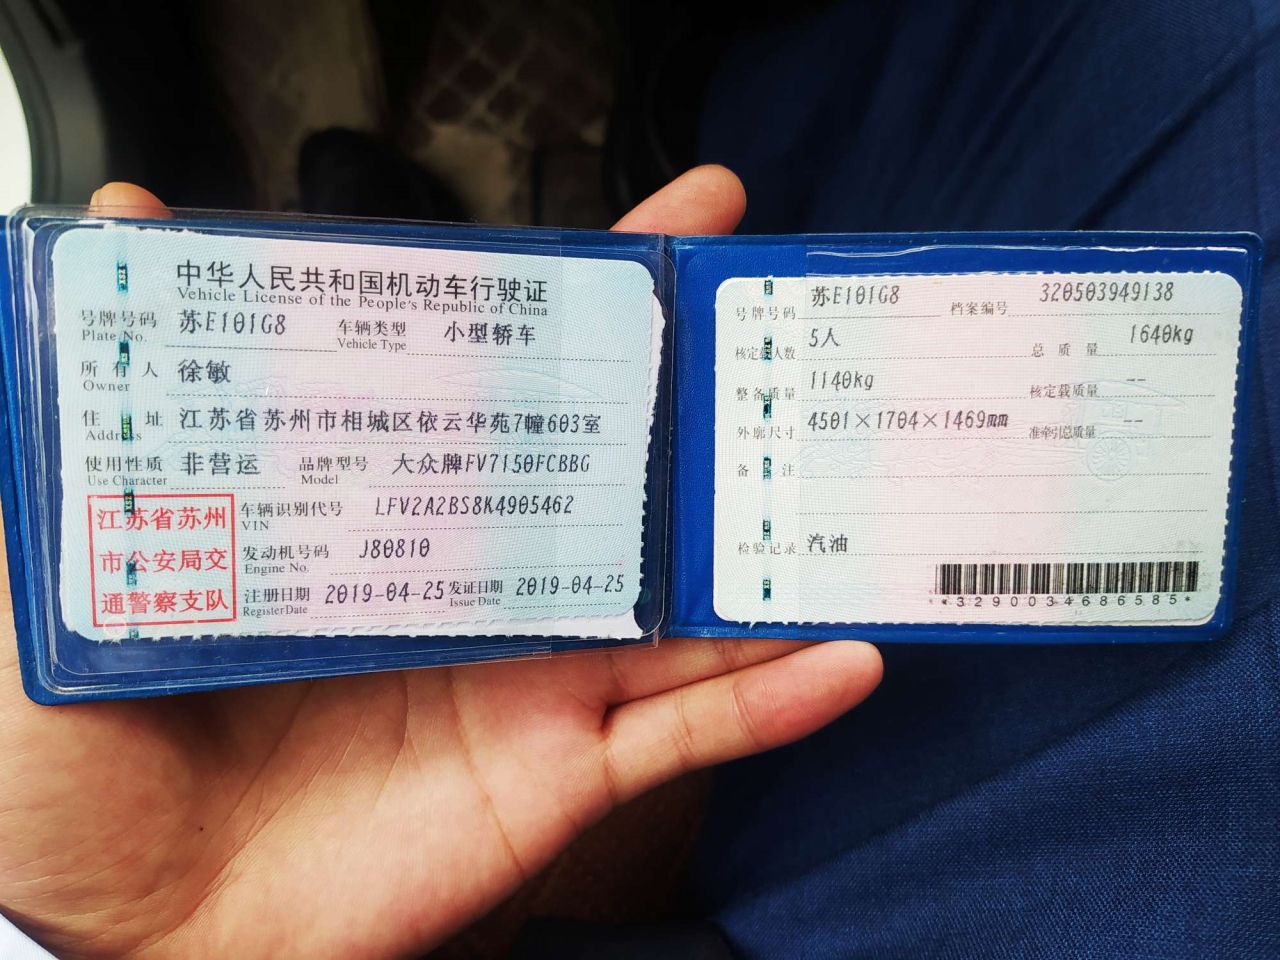 中华人民共和国机动车行驶证
Vehicle License of the People's Republic of China
号牌号码 苏E101G8 车辆类型 小型轿车
Plate No. Vehicle Type
所有人 徐敏
Owner
住址 江苏省苏州市相城区依云华苑7幢603室
Address
使用性质 非营运 品牌型号 大众牌FV7150FCBBG
Use Character Model
江苏省苏州
市公安局交
通警察支队
车辆识别代号 LFV2A2BS8K4905462
VIN
发动机号码 J80810
Engine No.
注册日期 2019-04-25 发证日期 2019-04-25
Register Date Issue Date
号牌号码 苏E101G8 档案编号 320503949138
核定载人数 5人 总质量 1640kg
整备质量 1140kg 核定载质量 --
外廓尺寸 4501×1704×1469mm 准牵引总质量 --
备注
检验记录 汽油
*3290034686585*